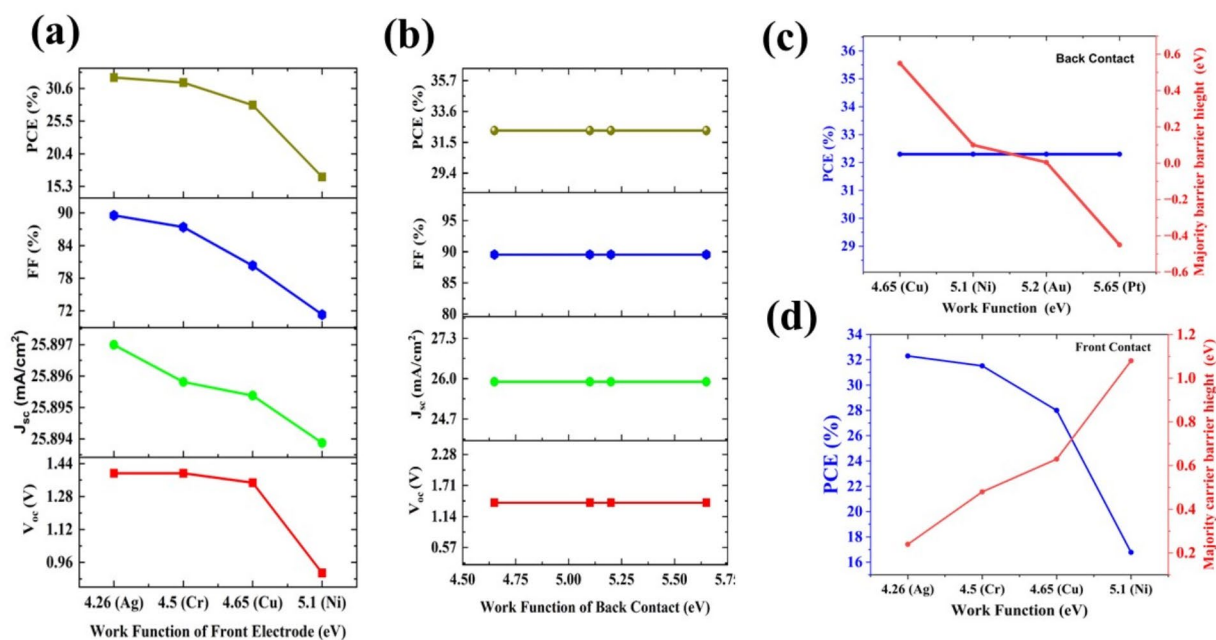 (a)
PCE (%)
30.6
25.5
20.4
15.3
FF (%)
90
84
78
72
Jsc (mA/cm²)
25.897
25.896
25.895
25.894
Voc (V)
1.44
1.28
1.12
0.96
4.26 (Ag) 4.5 (Cr) 4.65 (Cu) 5.1 (Ni)
Work Function of Front Electrode (eV)
(b)
PCE (%)
35.7
33.6
31.5
29.4
FF (%)
95
90
85
80
Jsc (mA/cm²)
27.3
26.0
24.7
Voc (V)
2.28
1.71
1.14
0.57
4.50 4.75 5.00 5.25 5.50 5.75
Work Function of Back Contact (eV)
(c)
Back Contact
PCE (%)
36
35
34
33
32
31
30
29
Majority barrier hieght (eV)
0.6
0.4
0.2
0.0
−0.2
−0.4
−0.6
4.65 (Cu) 5.1 (Ni) 5.2 (Au) 5.65 (Pt)
Work Function (eV)
(d)
Front Contact
PCE (%)
34
32
30
28
26
24
22
20
18
16
Majority carrier barrier hieght (eV)
1.2
1.0
0.8
0.6
0.4
0.2
4.26 (Ag) 4.5 (Cr) 4.65 (Cu) 5.1 (Ni)
Work Function (eV)